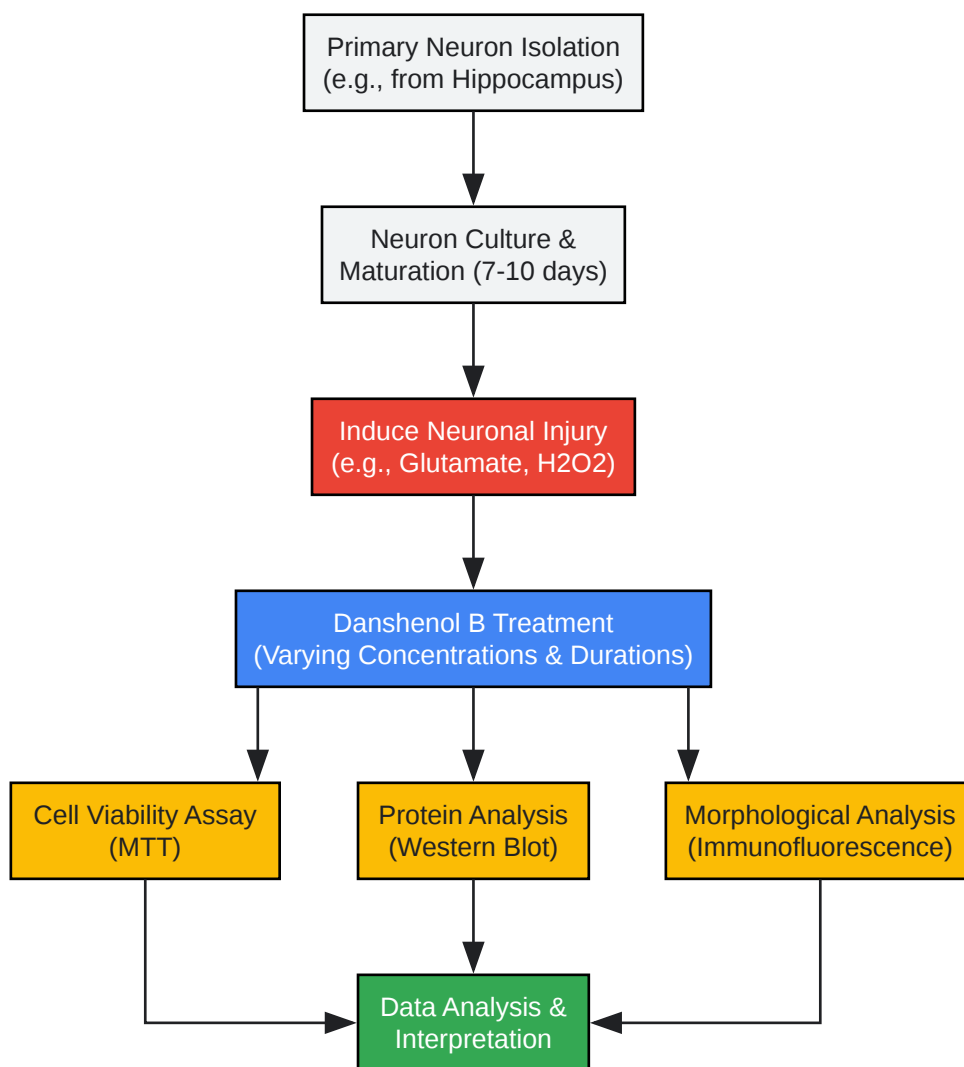 Primary Neuron Isolation
(e.g., from Hippocampus)
Neuron Culture &
Maturation (7-10 days)
Induce Neuronal Injury
(e.g., Glutamate, H2O2)
Danshenol B Treatment
(Varying Concentrations & Durations)
Cell Viability Assay
(MTT)
Protein Analysis
(Western Blot)
Morphological Analysis
(Immunofluorescence)
Data Analysis &
Interpretation